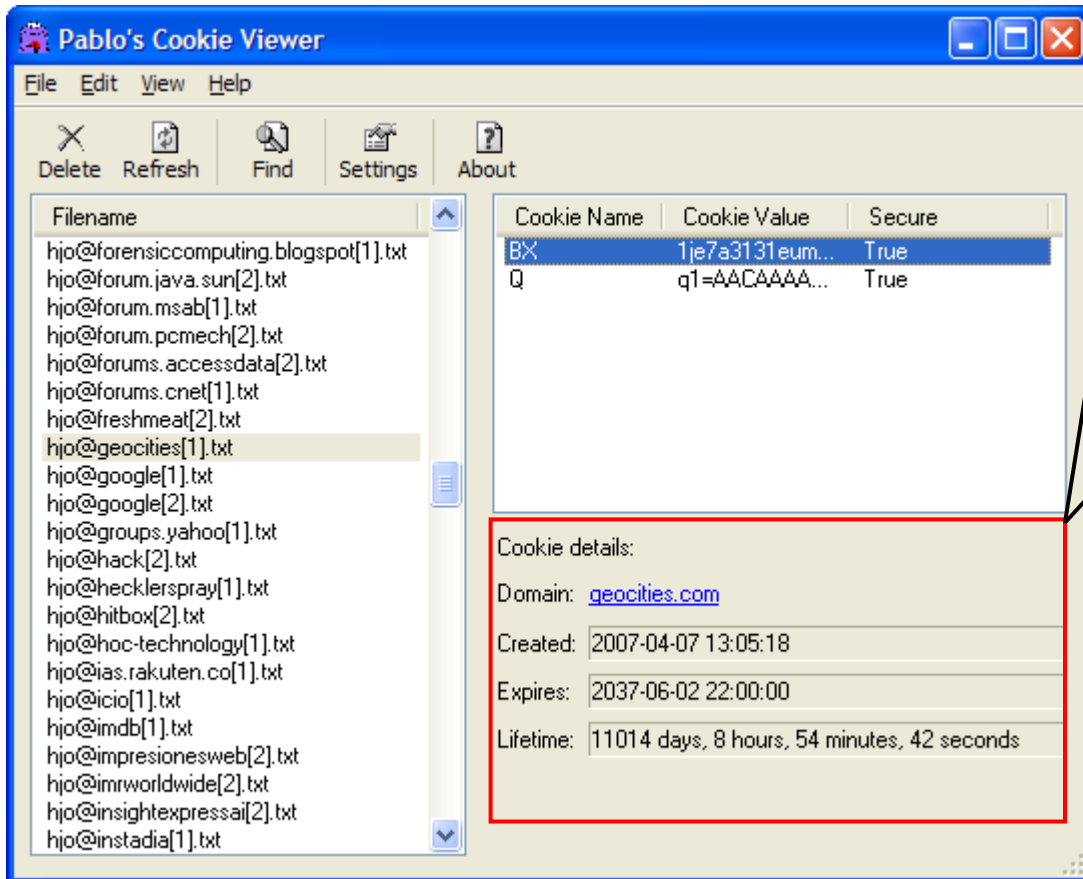 Pablo's Cookie Viewer
File Edit View Help
Delete Refresh Find Settings About
Filename
hjo@forensiccomputing.blogspot[1].txt
hjo@forum.java.sun[2].txt
hjo@forum.msab[1].txt
hjo@forum.pcmech[2].txt
hjo@forums.accessdata[2].txt
hjo@forums.cnet[1].txt
hjo@freshmeat[2].txt
hjo@geocities[1].txt
hjo@google[1].txt
hjo@google[2].txt
hjo@groups.yahoo[1].txt
hjo@hack[2].txt
hjo@hecklerspray[1].txt
hjo@hitbox[2].txt
hjo@hoc-technology[1].txt
hjo@ias.rakuten.co[1].txt
hjo@icio[1].txt
hjo@imdb[1].txt
hjo@impresionesweb[2].txt
hjo@imrworldwide[2].txt
hjo@insightexpressai[2].txt
hjo@instadia[1].txt
Cookie Name Cookie Value Secure
BX 1je7a3131eum... True
Q q1=AACAAAA... True
Cookie details:
Domain: geocities.com
Created: 2007-04-07 13:05:18
Expires: 2037-06-02 22:00:00
Lifetime: 11014 days, 8 hours, 54 minutes, 42 seconds